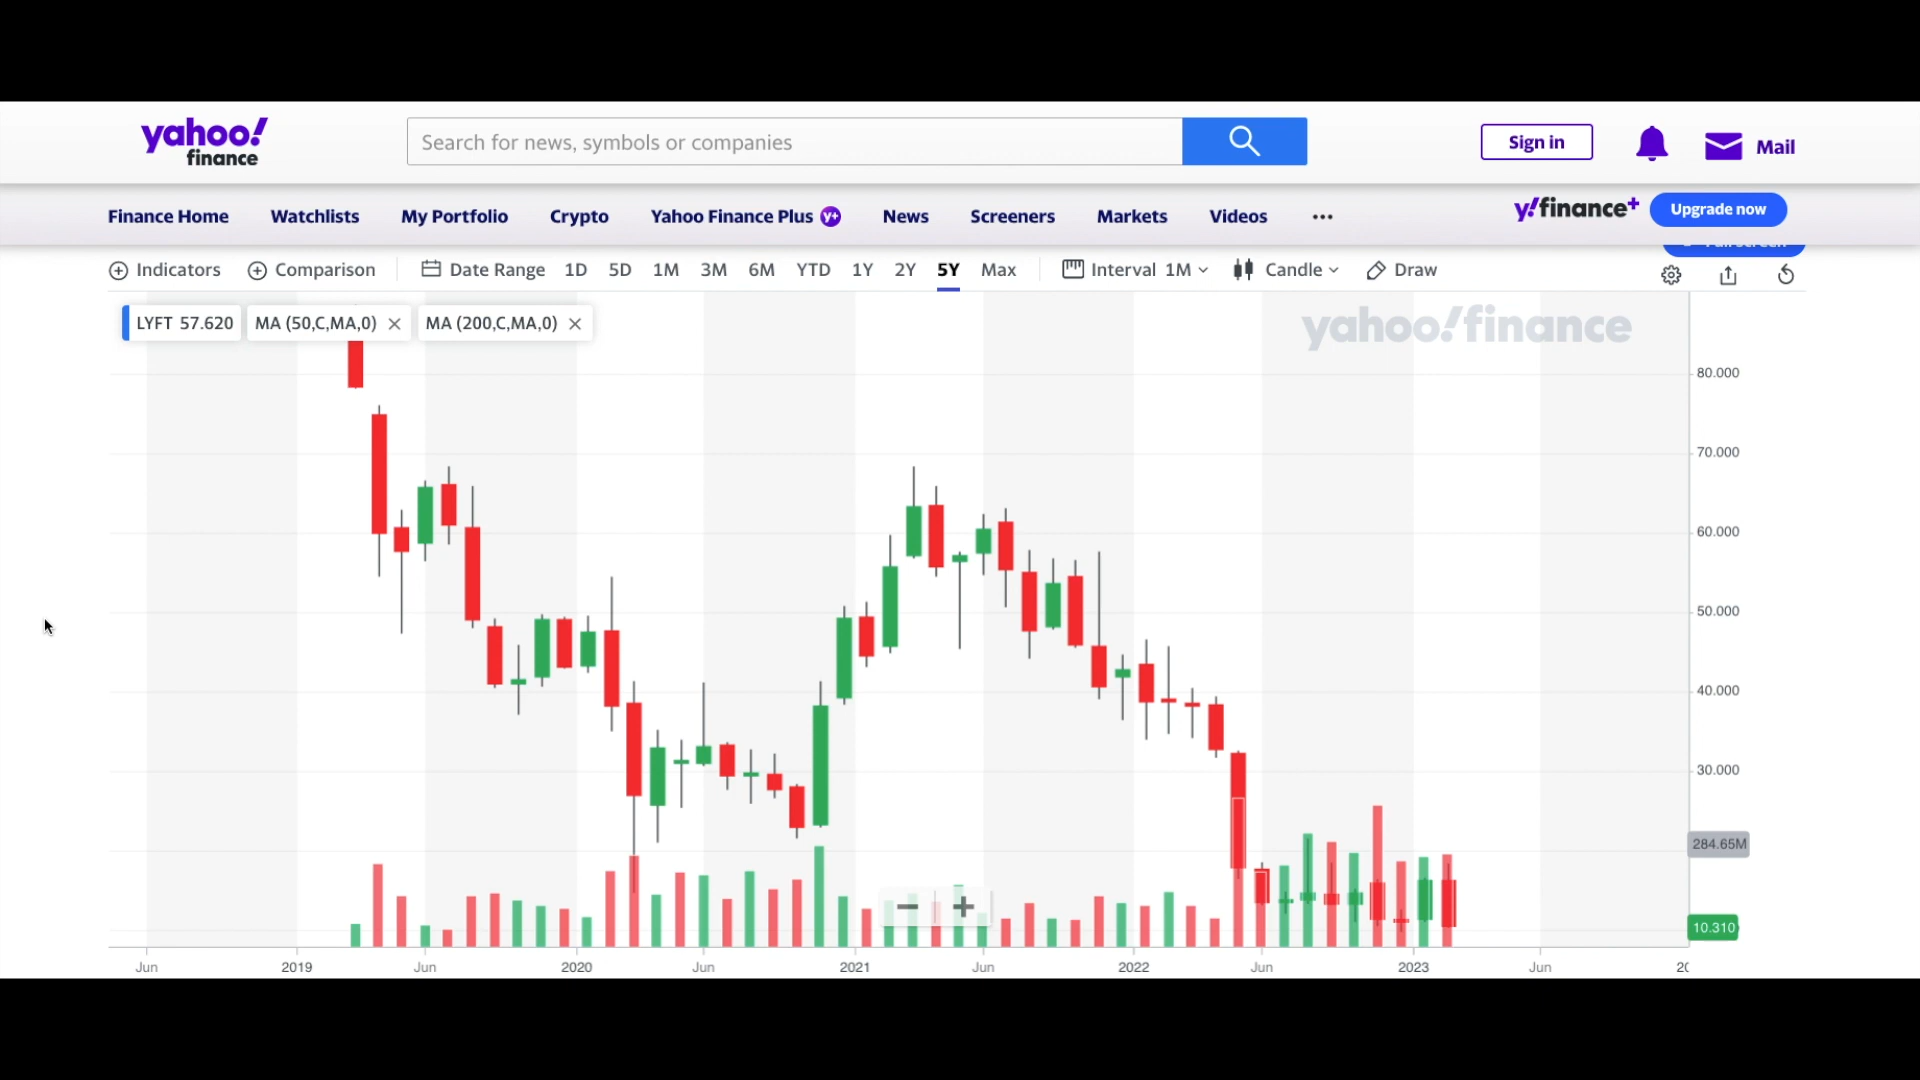 yahoo!
finance
Search for news, symbols or companies
Sign in
Mail
Finance Home Watchlists My Portfolio Crypto Yahoo Finance Plus y+ News Screeners Markets Videos ...
y!finance+ Upgrade now
Indicators Comparison Date Range 1D 5D 1M 3M 6M YTD 1Y 2Y 5Y Max Interval 1M Candle Draw
LYFT 57.620 MA (50,C,MA,0) MA (200,C,MA,0)
yahoo!finance
80.000
70.000
60.000
50.000
40.000
30.000
284.65M
10.310
Jun 2019 Jun 2020 Jun 2021 Jun 2022 Jun 2023 Jun